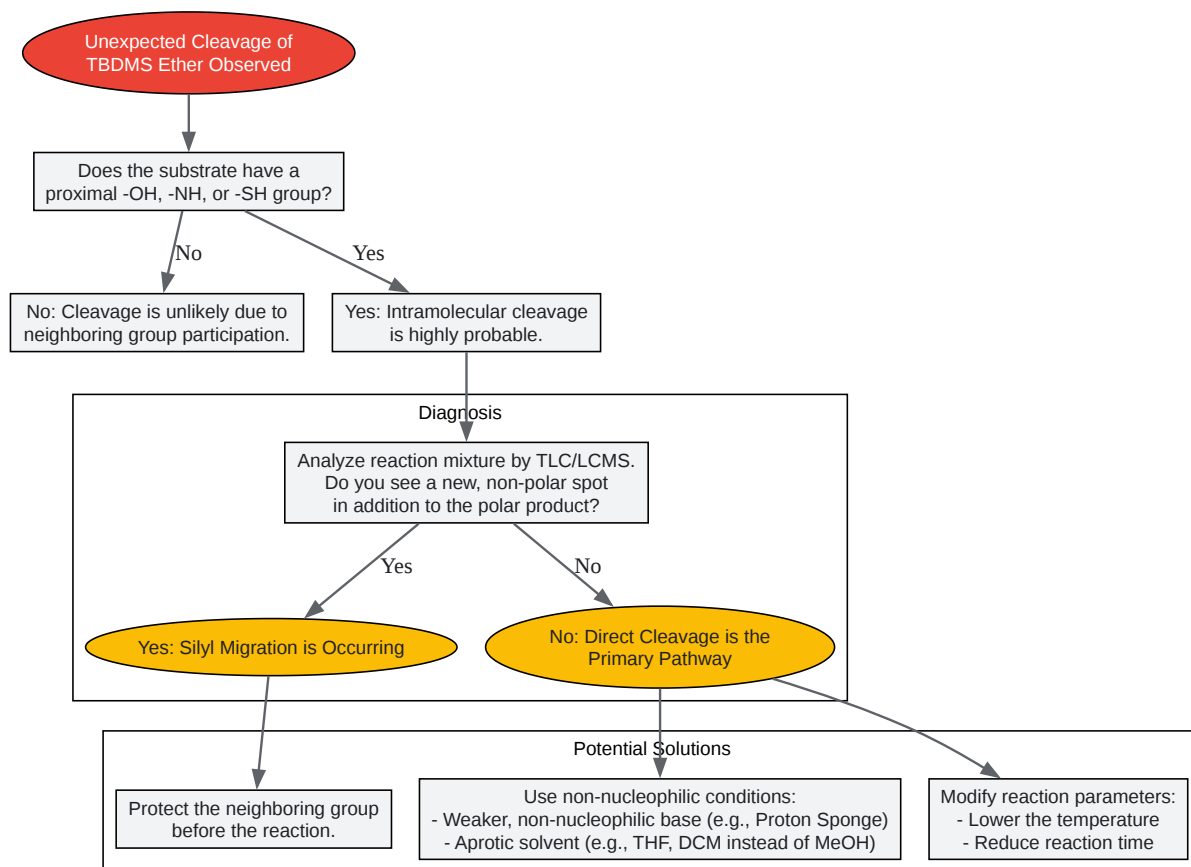 Unexpected Cleavage of
TBDMS Ether Observed
Does the substrate have a
proximal -OH, -NH, or -SH group?
No
Yes
No: Cleavage is unlikely due to
neighboring group participation.
Yes: Intramolecular cleavage
is highly probable.
Diagnosis
Analyze reaction mixture by TLC/LCMS.
Do you see a new, non-polar spot
in addition to the polar product?
Yes
No
Yes: Silyl Migration is Occurring
No: Direct Cleavage is the
Primary Pathway
Potential Solutions
Protect the neighboring group
before the reaction.
Use non-nucleophilic conditions:
- Weaker, non-nucleophilic base (e.g., Proton Sponge)
- Aprotic solvent (e.g., THF, DCM instead of MeOH)
Modify reaction parameters:
- Lower the temperature
- Reduce reaction time